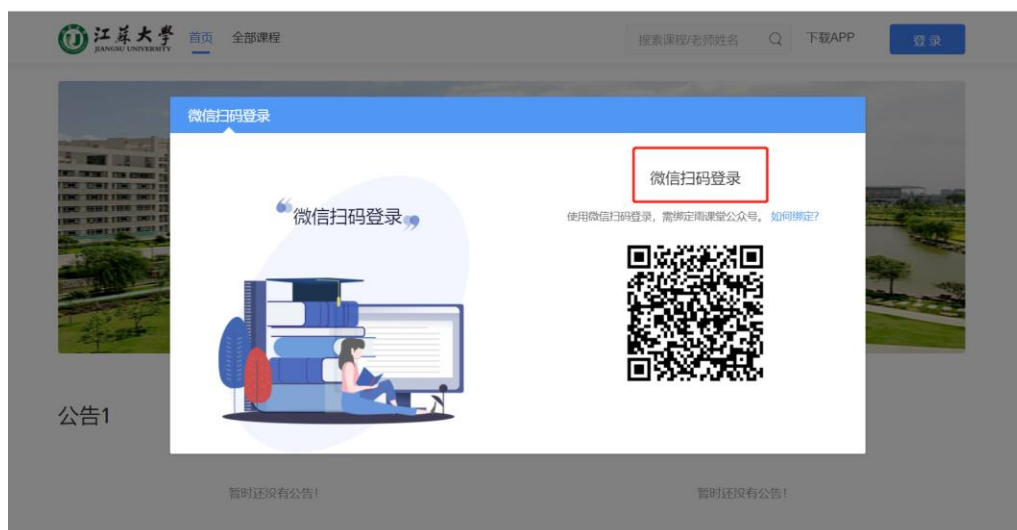 江苏大学
JIANGSU UNIVERSITY
首页 全部课程
搜索课程/老师姓名
下载APP
登录
微信扫码登录
“微信扫码登录”
微信扫码登录
使用微信扫码登录，需绑定雨课堂公众号。如何绑定?
公告1
暂时还没有公告!
暂时还没有公告!